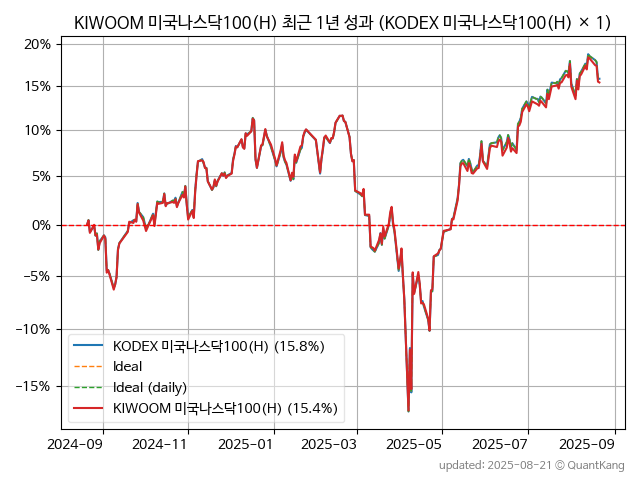 KIWOOM 미국나스닥100(H) 최근 1년 성과 (KODEX 미국나스닥100(H) × 1)
20%
15%
10%
5%
0%
−5%
−10%
−15%
KODEX 미국나스닥100(H) (15.8%)
Ideal
Ideal (daily)
KIWOOM 미국나스닥100(H) (15.4%)
2024-09 2024-11 2025-01 2025-03 2025-05 2025-07 2025-09
updated: 2025-08-21 © QuantKang